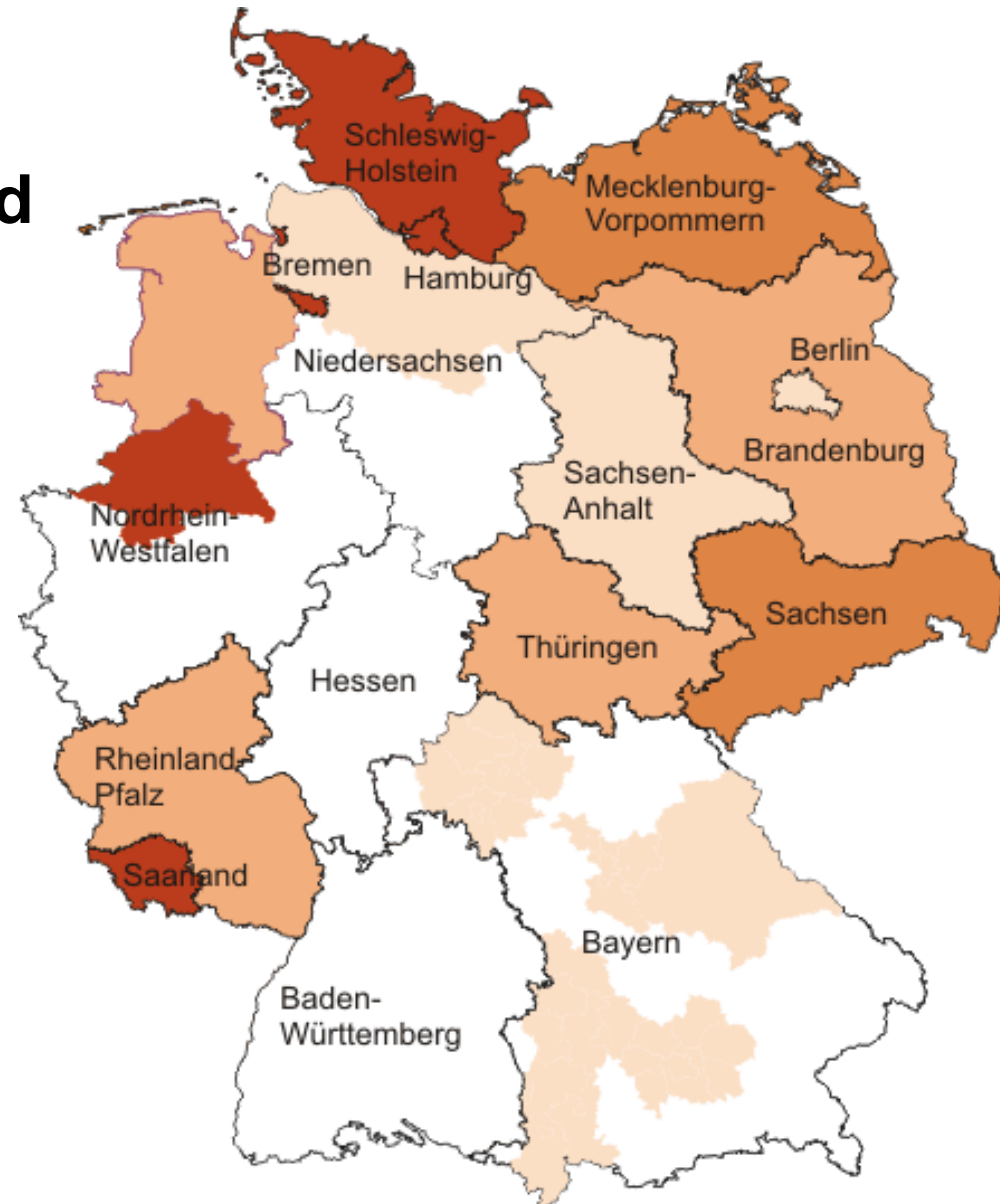 d
Schleswig-
Holstein
Mecklenburg-
Vorpommern
Bremen
Hamburg
Niedersachsen
Berlin
Brandenburg
Sachsen-
Anhalt
Nordrhein-
Westfalen
Sachsen
Thüringen
Hessen
Rheinland-
Pfalz
Saarland
Bayern
Baden-
Württemberg